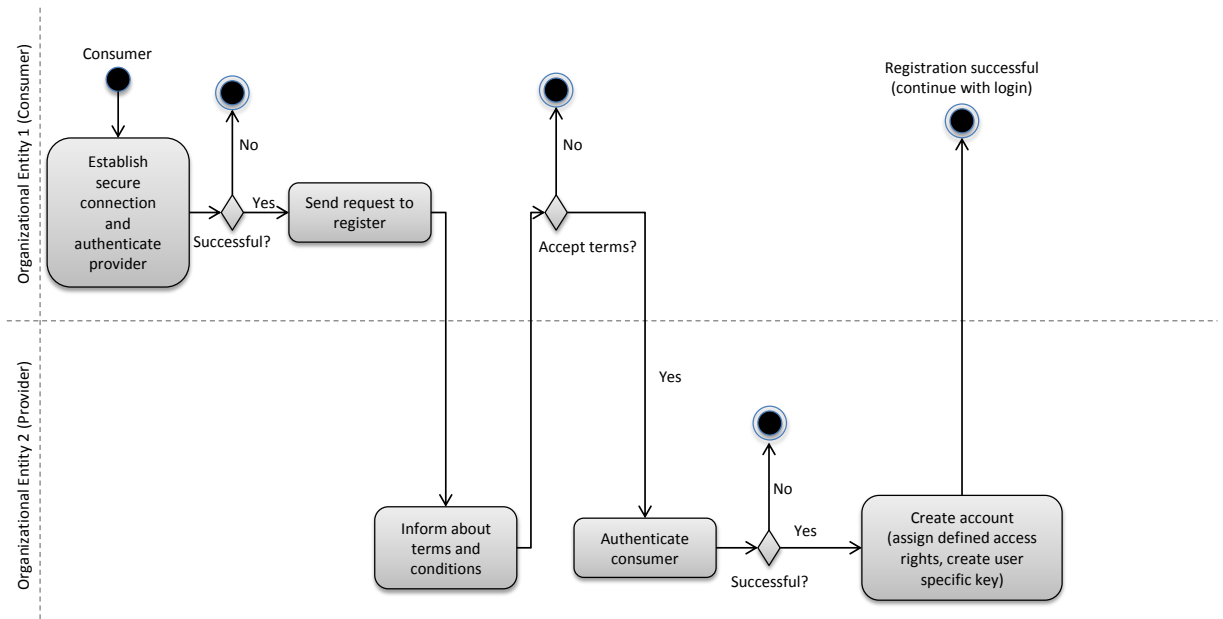 Organizational Entity 1 (Consumer)
Consumer
Establish
secure
connection
and
authenticate
provider
No
Yes
Successful?
Send request to
register
No
Accept terms?
Registration successful
(continue with login)
Organizational Entity 2 (Provider)
Yes
Inform about
terms and
conditions
Authenticate
consumer
No
Yes
Successful?
Create account
(assign defined access
rights, create user
specific key)